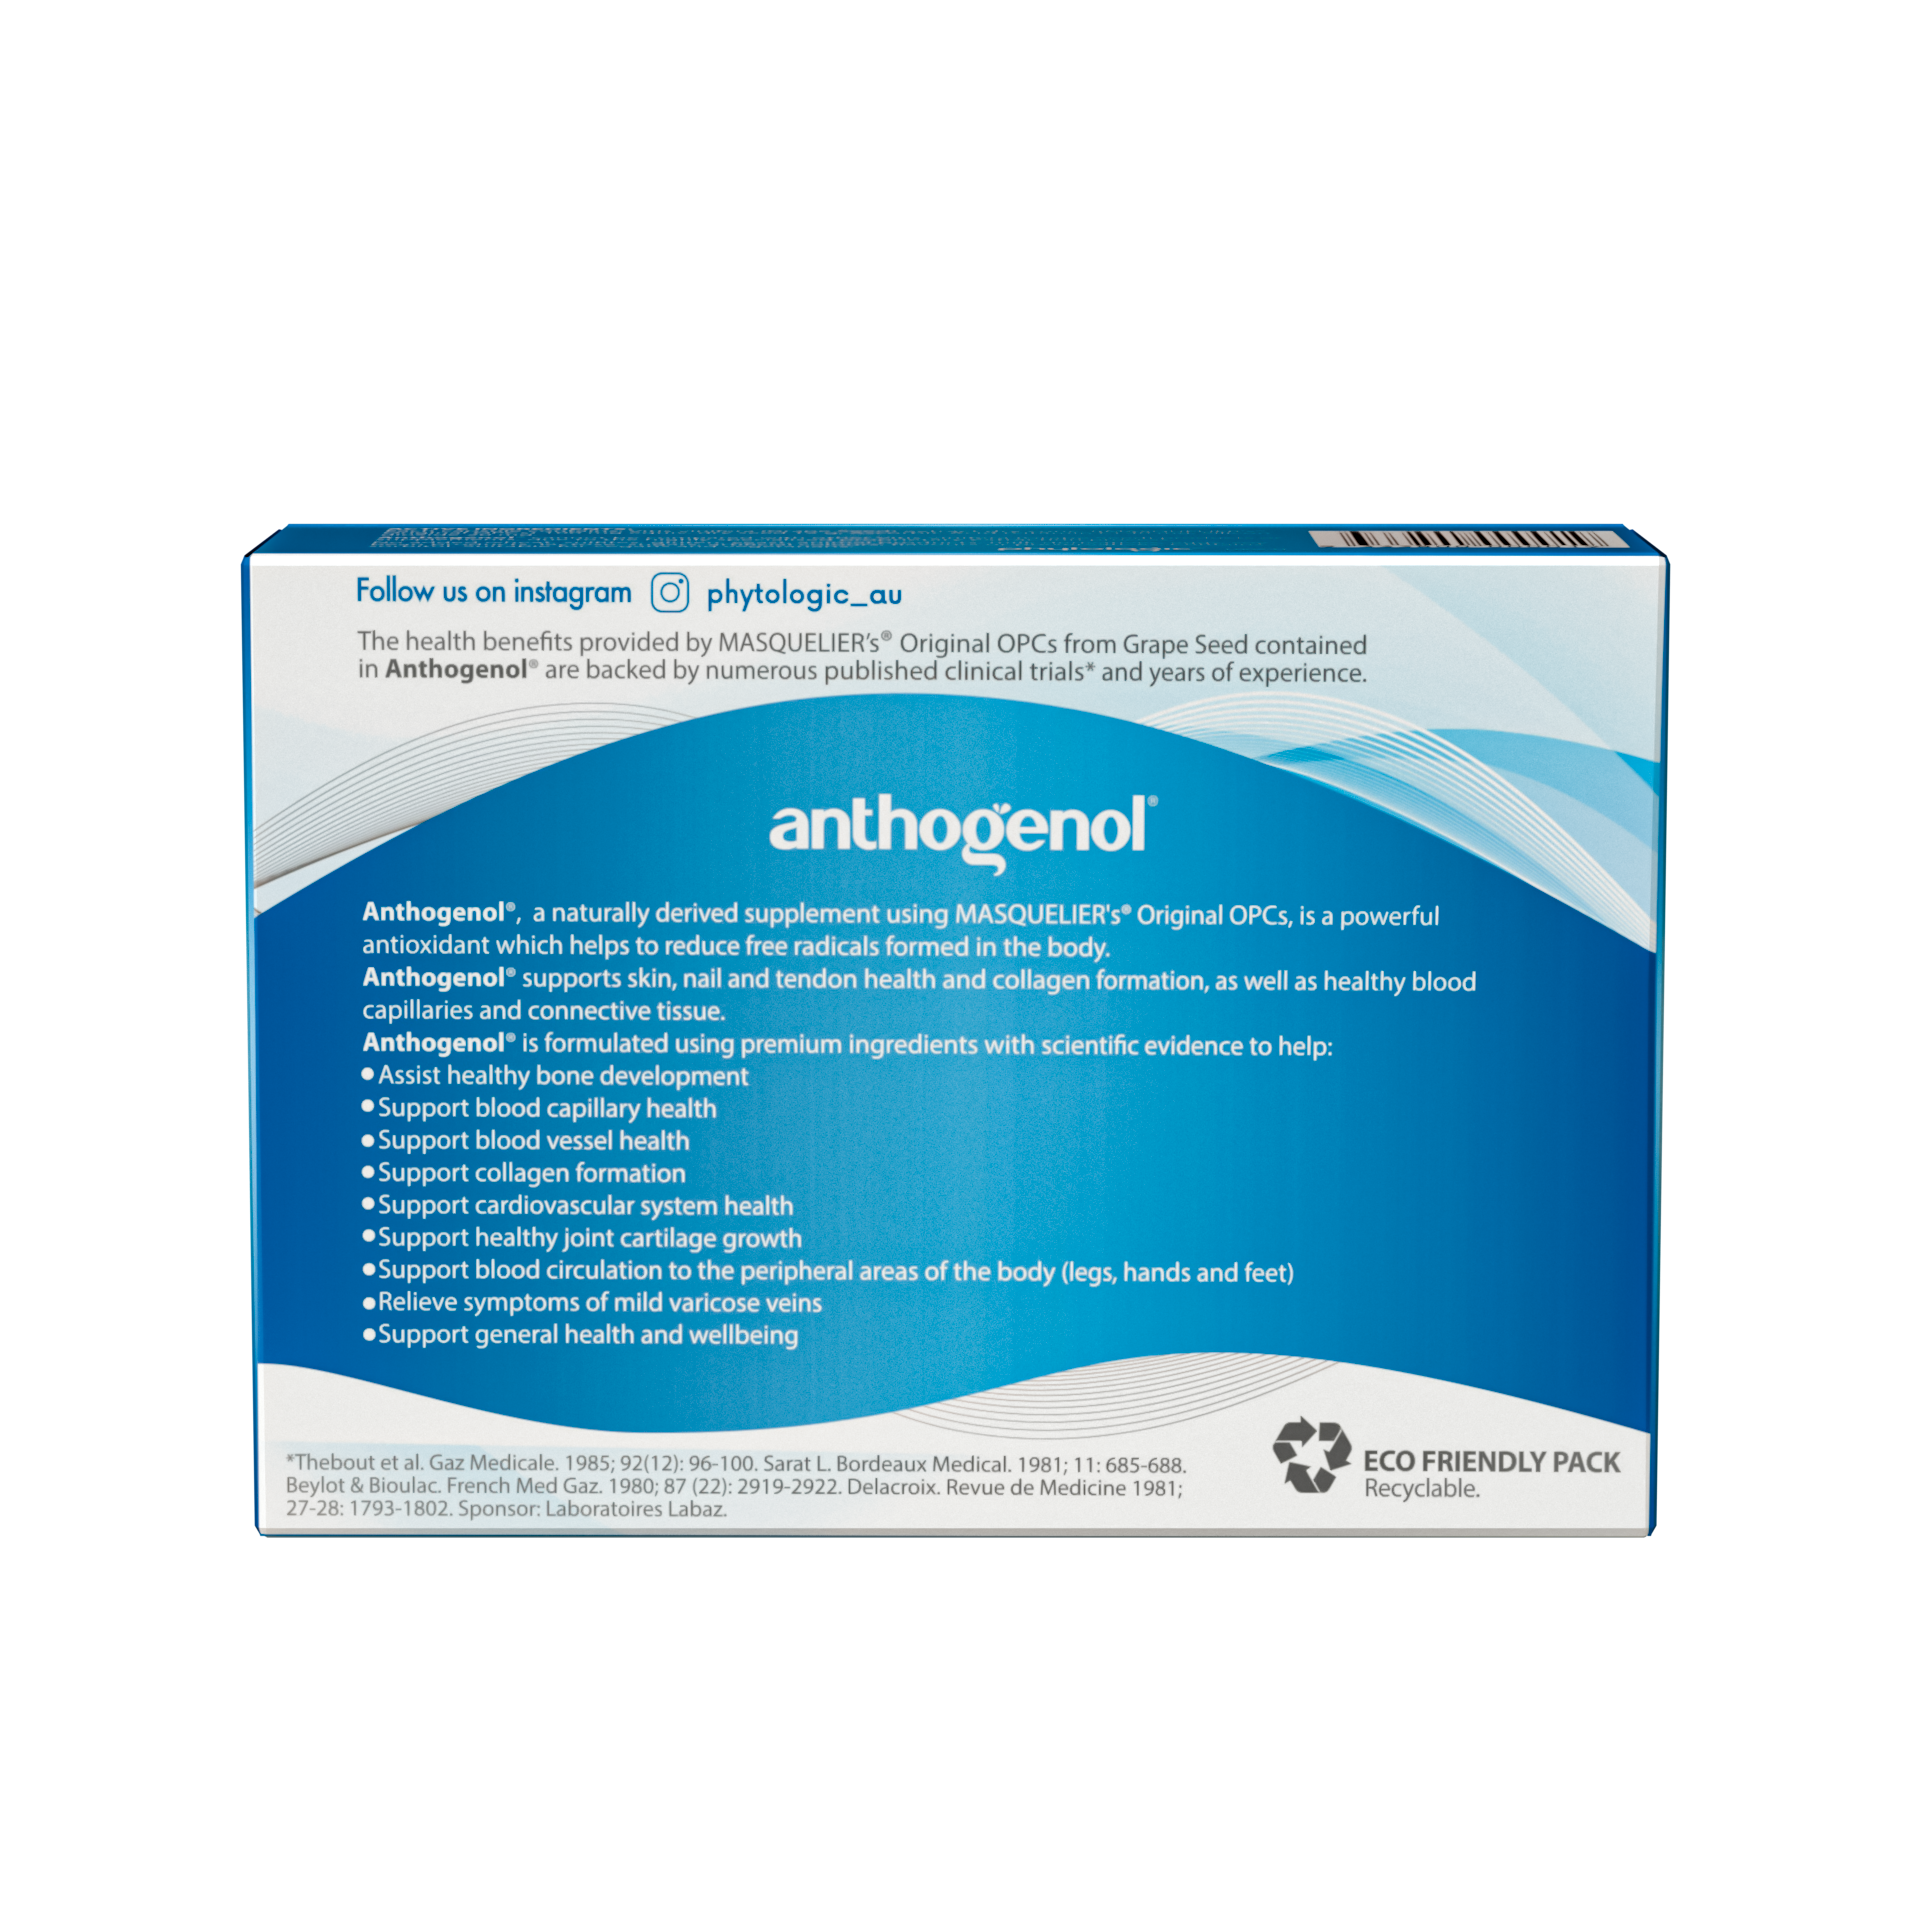 Follow us on instagram phytologic_au
The health benefits provided by MASQUELIER's® Original OPCs from Grape Seed contained
in Anthogenol® are backed by numerous published clinical trials* and years of experience.
anthogenol®
Anthogenol®, a naturally derived supplement using MASQUELIER's® Original OPCs, is a powerful
antioxidant which helps to reduce free radicals formed in the body.
Anthogenol® supports skin, nail and tendon health and collagen formation, as well as healthy blood
capillaries and connective tissue.
Anthogenol® is formulated using premium ingredients with scientific evidence to help:
• Assist healthy bone development
• Support blood capillary health
• Support blood vessel health
• Support collagen formation
• Support cardiovascular system health
• Support healthy joint cartilage growth
• Support blood circulation to the peripheral areas of the body (legs, hands and feet)
• Relieve symptoms of mild varicose veins
• Support general health and wellbeing
*Thebout et al. Gaz Medicale. 1985; 92(12): 96-100. Sarat L. Bordeaux Medical. 1981; 11: 685-688.
Beylot & Bioulac. French Med Gaz. 1980; 87 (22): 2919-2922. Delacroix. Revue de Medicine 1981;
27-28: 1793-1802. Sponsor: Laboratoires Labaz.
ECO FRIENDLY PACK
Recyclable.